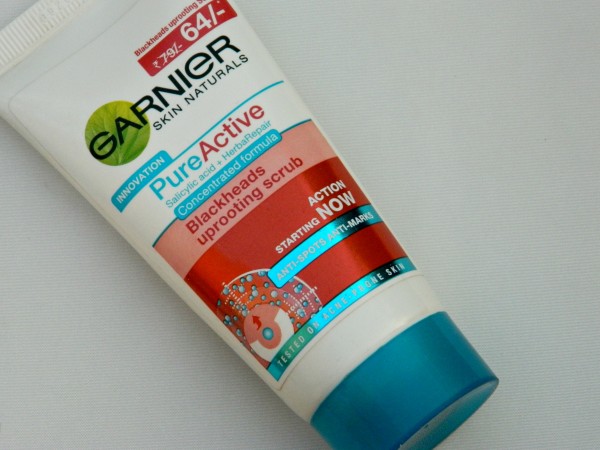 Blackheads uprooting Scrub
₹ 79/- 64/-
GARNIER
SKIN NATURALS
INNOVATION
PureActive
Salicylic acid + HerbaRepair
Concentrated formula
Blackheads
uprooting scrub
ACTION
STARTING NOW
ANTI-SPOTS ANTI-MARKS
TESTED ON ACNE-PRONE SKIN